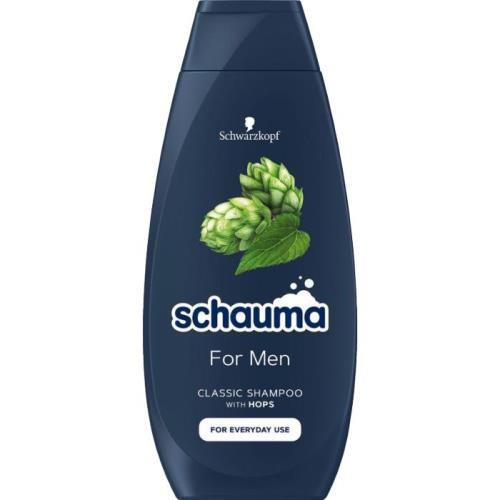 Schwarzkopf
schauma
For Men
CLASSIC SHAMPOO
WITH HOPS
FOR EVERYDAY USE